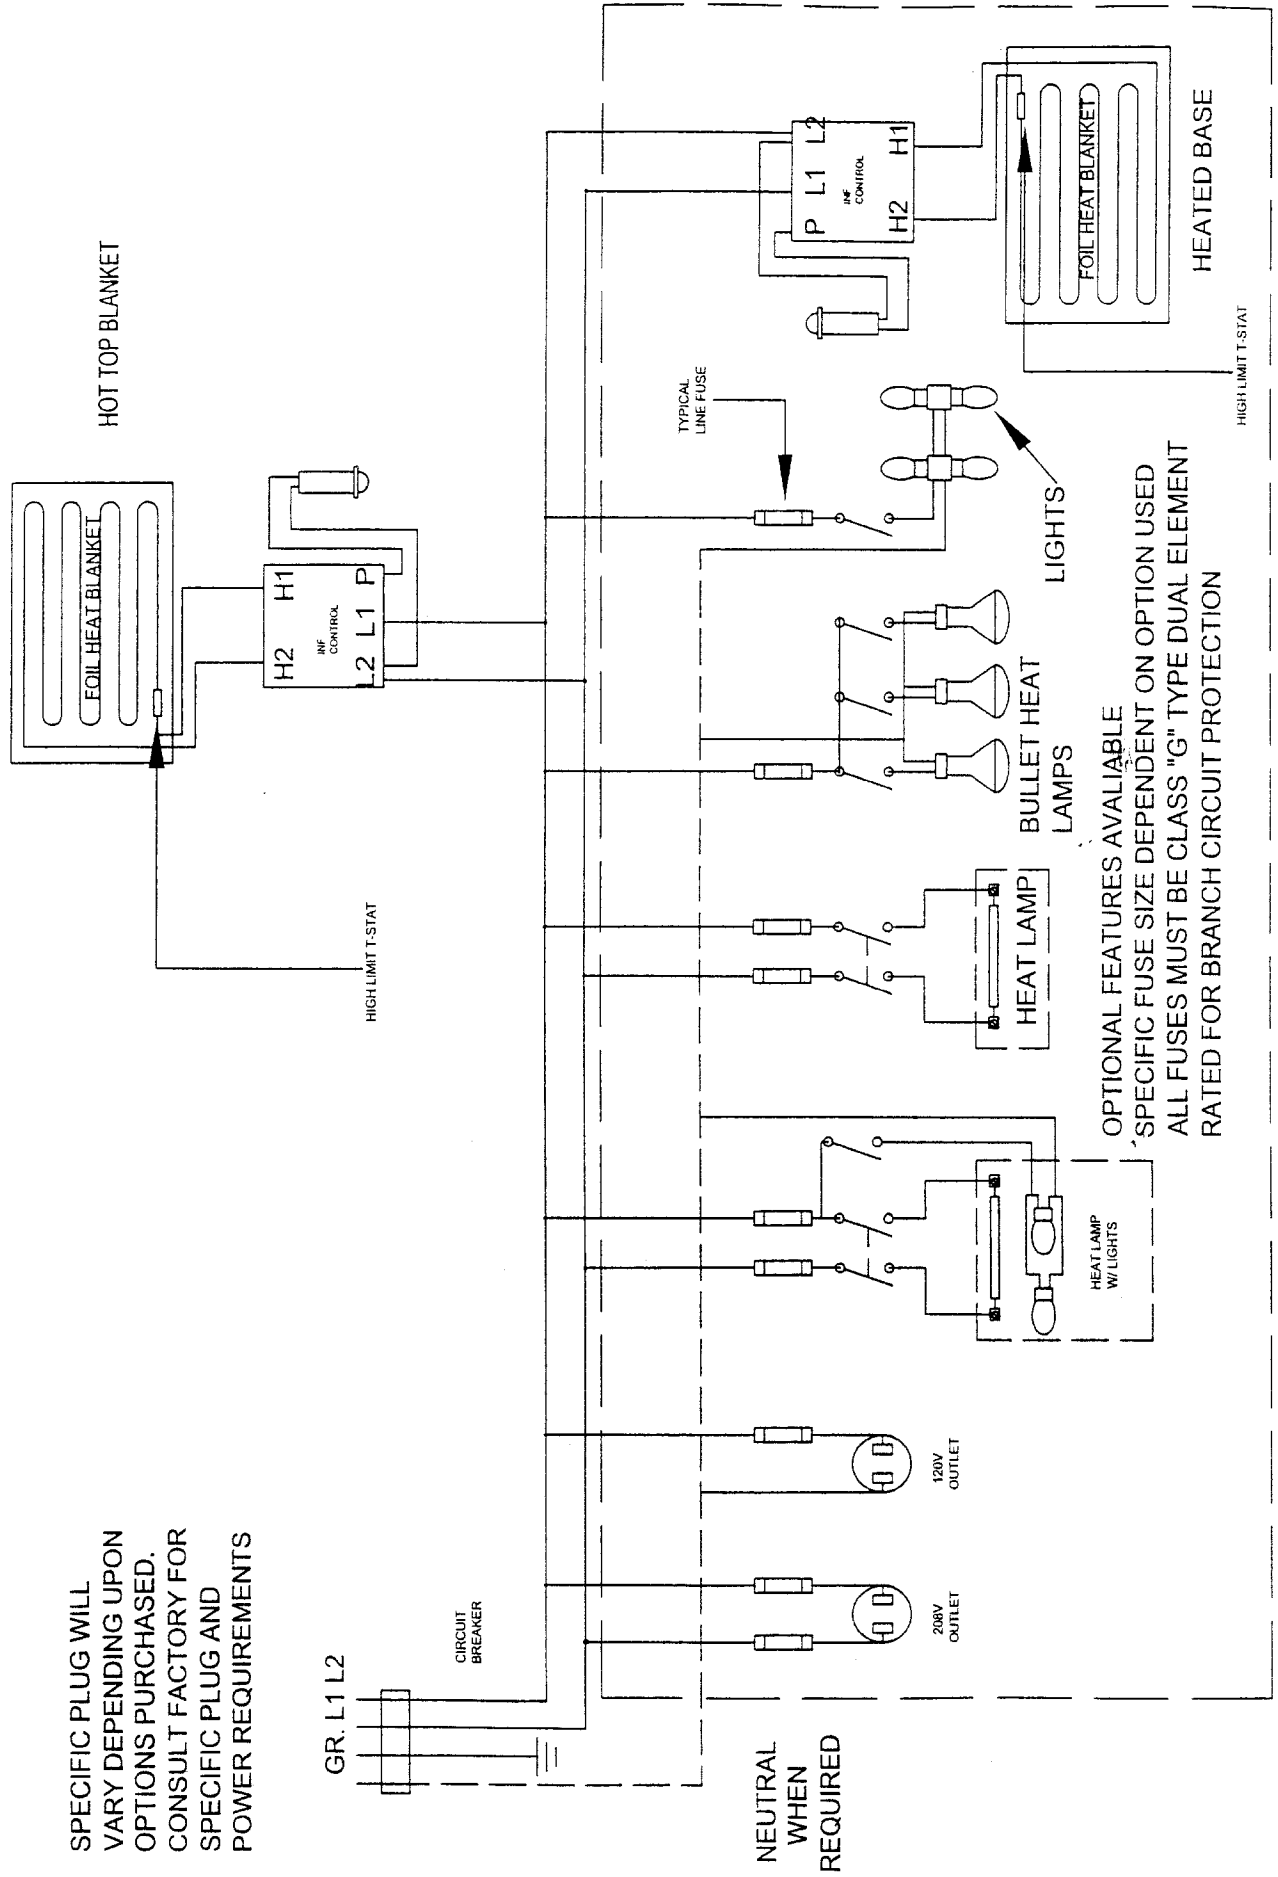 SPECIFIC PLUG WILL
VARY DEPENDING UPON
OPTIONS PURCHASED.
CONSULT FACTORY FOR
SPECIFIC PLUG AND
POWER REQUIREMENTS
GR. L1 L2
CIRCUIT
BREAKER
NEUTRAL
WHEN
REQUIRED
208V
OUTLET
120V
OUTLET
HEAT LAMP
W/ LIGHTS
HEAT LAMP
BULLET HEAT
LAMPS
LIGHTS
TYPICAL
LINE FUSE
HIGH LIMIT T-STAT
FOIL HEAT BLANKET
HOT TOP BLANKET
H2
H1
INF
CONTROL
L2
L1
P
P
L1
L2
INF
CONTROL
H2
H1
FOIL HEAT BLANKET
HEATED BASE
HIGH LIMIT T-STAT
OPTIONAL FEATURES AVALIABLE
SPECIFIC FUSE SIZE DEPENDENT ON OPTION USED
ALL FUSES MUST BE CLASS "G" TYPE DUAL ELEMENT
RATED FOR BRANCH CIRCUIT PROTECTION